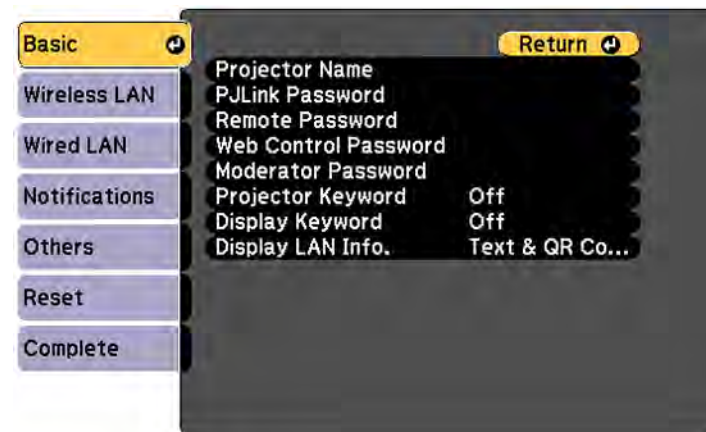 Basic
Wireless LAN
Wired LAN
Notifications
Others
Reset
Complete
Return
Projector Name
PJLink Password
Remote Password
Web Control Password
Moderator Password
Projector Keyword Off
Display Keyword Off
Display LAN Info. Text & QR Co...